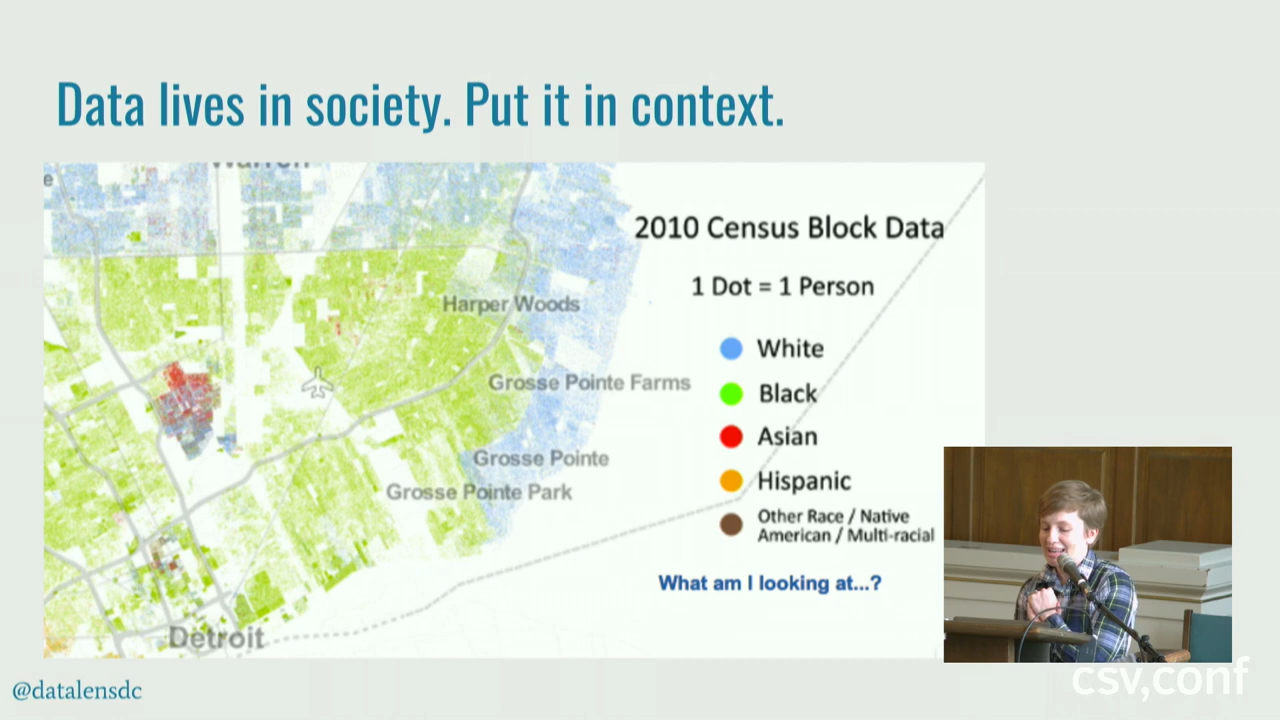 Data lives in society. Put it in context.
Warren
e
2010 Census Block Data
1 Dot = 1 Person
Harper Woods
White
Grosse Pointe Farms
Black
Asian
Grosse Pointe
Hispanic
Grosse Pointe Park
Other Race / Native
American / Multi-racial
What am I looking at...?
Detroit
@datalensdc
csv,conf